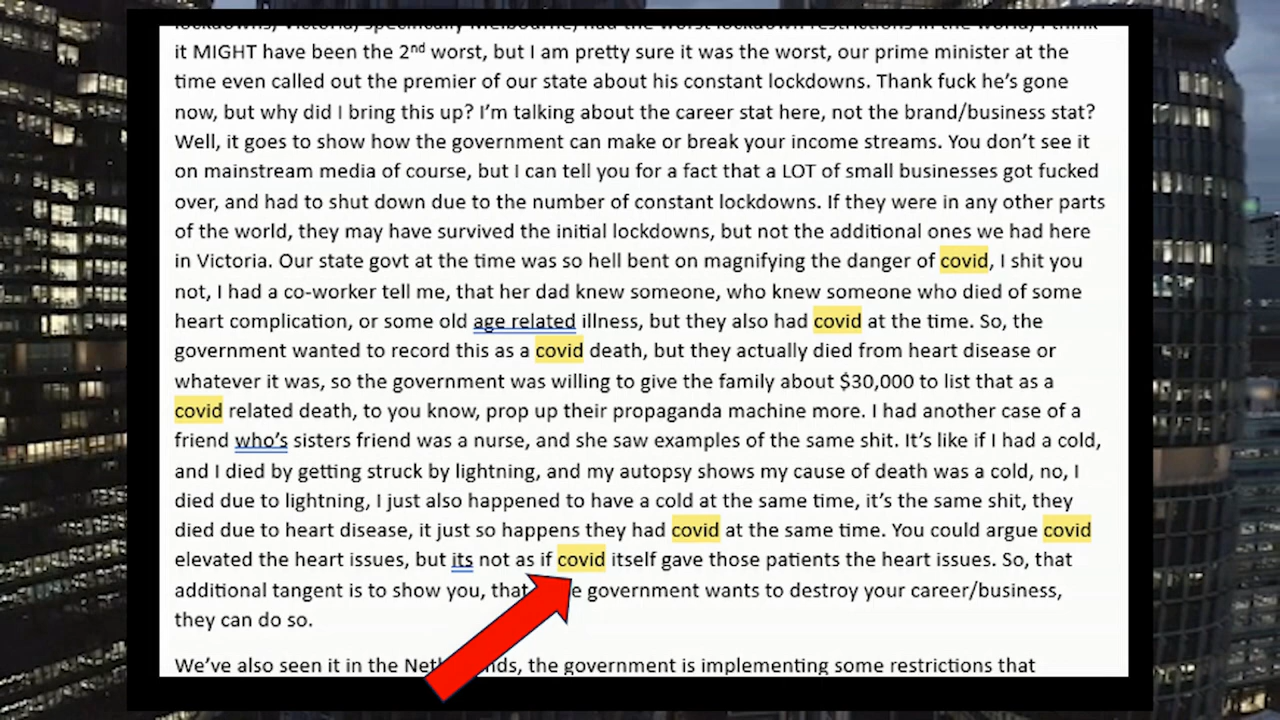 it MIGHT have been the 2nd worst, but I am pretty sure it was the worst, our prime minister at the
time even called out the premier of our state about his constant lockdowns. Thank fuck he's gone
now, but why did I bring this up? I'm talking about the career stat here, not the brand/business stat?
Well, it goes to show how the government can make or break your income streams. You don't see it
on mainstream media of course, but I can tell you for a fact that a LOT of small businesses got fucked
over, and had to shut down due to the number of constant lockdowns. If they were in any other parts
of the world, they may have survived the initial lockdowns, but not the additional ones we had here
in Victoria. Our state govt at the time was so hell bent on magnifying the danger of covid, I shit you
not, I had a co-worker tell me, that her dad knew someone, who knew someone who died of some
heart complication, or some old age related illness, but they also had covid at the time. So, the
government wanted to record this as a covid death, but they actually died from heart disease or
whatever it was, so the government was willing to give the family about $30,000 to list that as a
covid related death, to you know, prop up their propaganda machine more. I had another case of a
friend who's sisters friend was a nurse, and she saw examples of the same shit. It's like if I had a cold,
and I died by getting struck by lightning, and my autopsy shows my cause of death was a cold, no, I
died due to lightning, I just also happened to have a cold at the same time, it's the same shit, they
died due to heart disease, it just so happens they had covid at the same time. You could argue covid
elevated the heart issues, but its not as if covid itself gave those patients the heart issues. So, that
additional tangent is to show you, that government wants to destroy your career/business,
they can do so.
We've also seen it in the the government is implementing some restrictions that